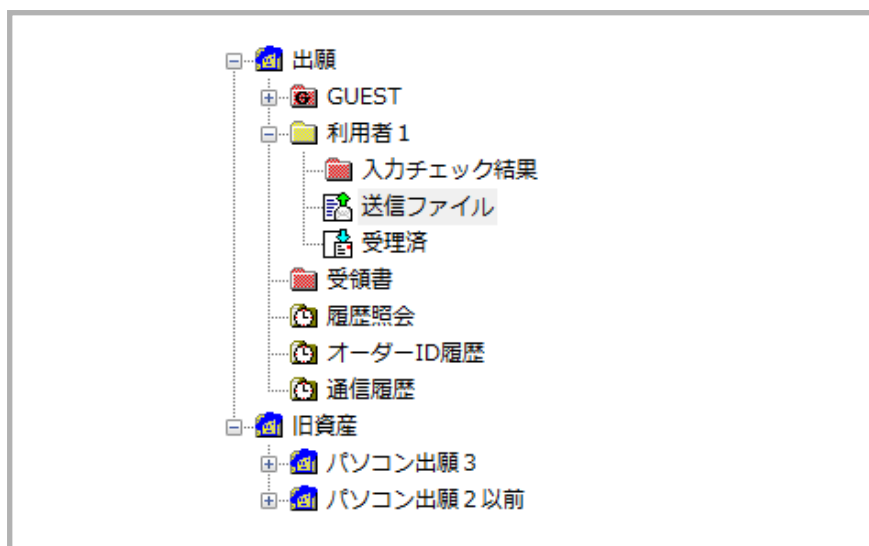 出願
GUEST
利用者１
入力チェック結果
送信ファイル
受理済
受領書
履歴照会
オーダーID履歴
通信履歴
旧資産
パソコン出願３
パソコン出願２以前